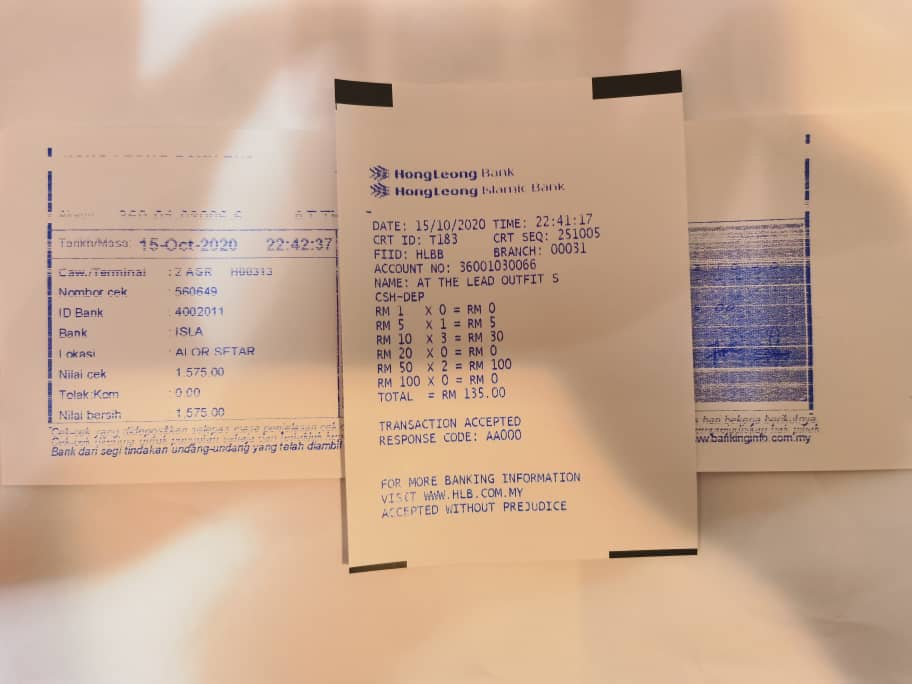 Tarikh/Masa: 15-Oct-2020 22:42:37
Caw./Terminal : 2 AGR H00313
Nombor cek : 560649
ID Bank : 4002011
Bank : ISLA
Lokasi : ALOR SETAR
Nilai cek : 1,575.00
Tolak:Kom : 0.00
Nilai bersih : 1,575.00
Bank dari segi tindakan undang-undang yang telah diambil
HongLeong Bank
HongLeong Islamic Bank
DATE: 15/10/2020 TIME: 22:41:17
CRT ID: T183 CRT SEQ: 251005
FIID: HLBB BRANCH: 00031
ACCOUNT NO: 36001030066
NAME: AT THE LEAD OUTFIT S
CSH-DEP
RM 1 X 0 = RM 0
RM 5 X 1 = RM 5
RM 10 X 3 = RM 30
RM 20 X 0 = RM 0
RM 50 X 2 = RM 100
RM 100 X 0 = RM 0
TOTAL = RM 135.00
TRANSACTION ACCEPTED
RESPONSE CODE: AA000
FOR MORE BANKING INFORMATION
VISIT WWW.HLB.COM.MY
ACCEPTED WITHOUT PREJUDICE
hari bekerja berikutnya
w.bankinginfo.com.my